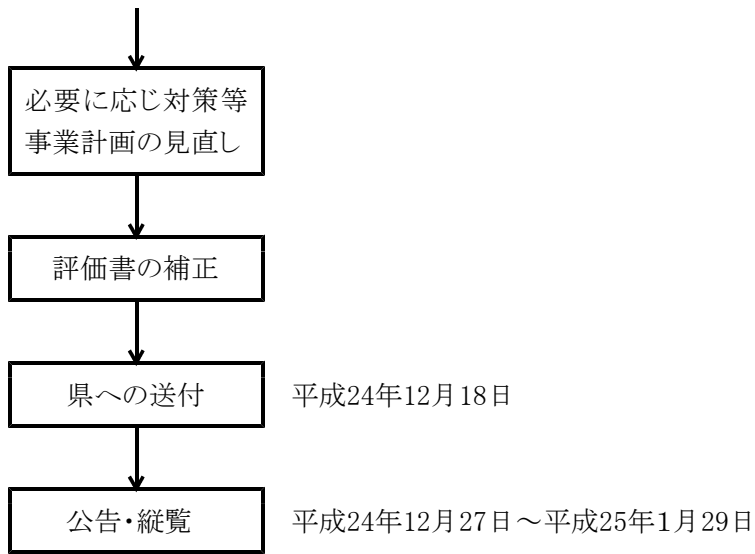 必要に応じ対策等
事業計画の見直し
評価書の補正
県への送付 平成24年12月18日
公告・縦覧 平成24年12月27日～平成25年1月29日